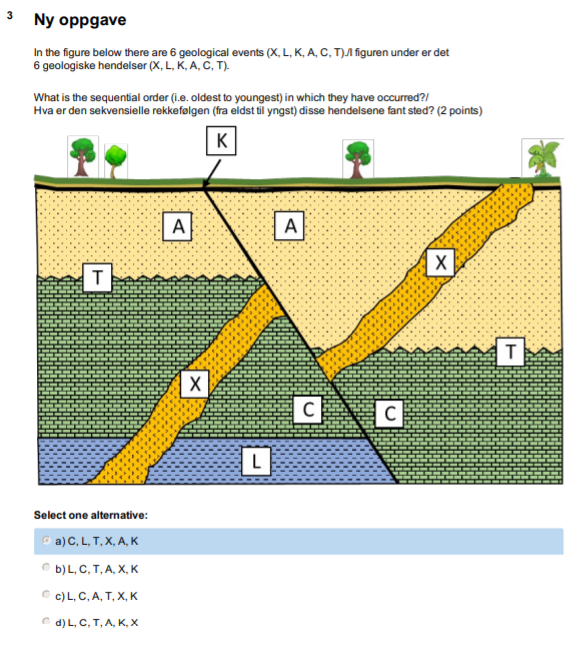 3 Ny oppgave
In the figure below there are 6 geological events (X, L, K, A, C, T)./I figuren under er det
6 geologiske hendelser (X, L, K, A, C, T).
What is the sequential order (i.e. oldest to youngest) in which they have occurred?/
Hva er den sekvensielle rekkefølgen (fra eldst til yngst) disse hendelsene fant sted? (2 points)
K
A A
X
T
T
X
C C
L
Select one alternative:
a) C, L, T, X, A, K
b) L, C, T, A, X, K
c) L, C, A, T, X, K
d) L, C, T, A, K, X